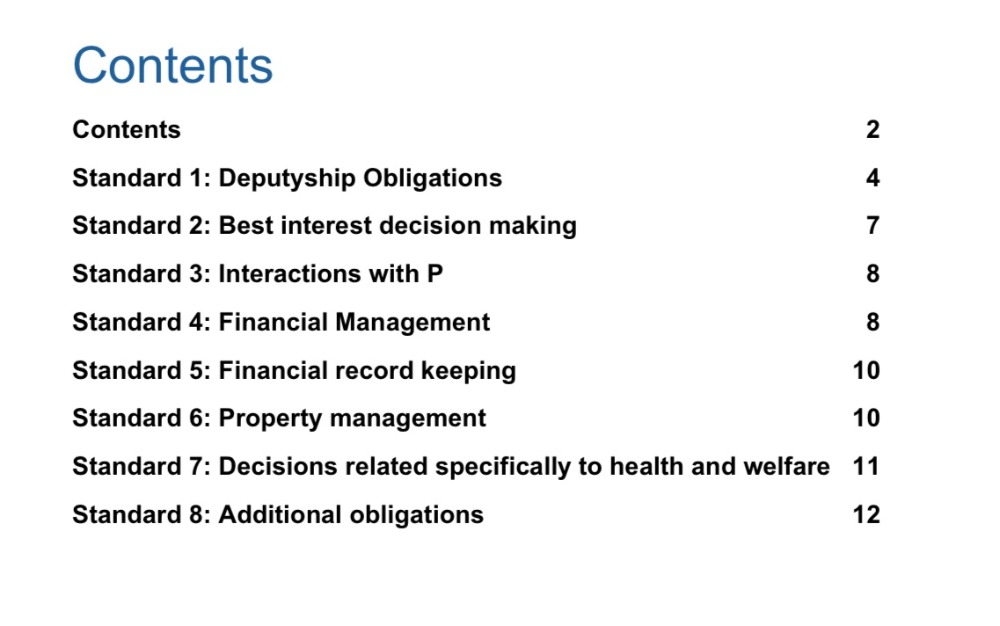 Contents
Contents 2
Standard 1: Deputyship Obligations 4
Standard 2: Best interest decision making 7
Standard 3: Interactions with P 8
Standard 4: Financial Management 8
Standard 5: Financial record keeping 10
Standard 6: Property management 10
Standard 7: Decisions related specifically to health and welfare 11
Standard 8: Additional obligations 12